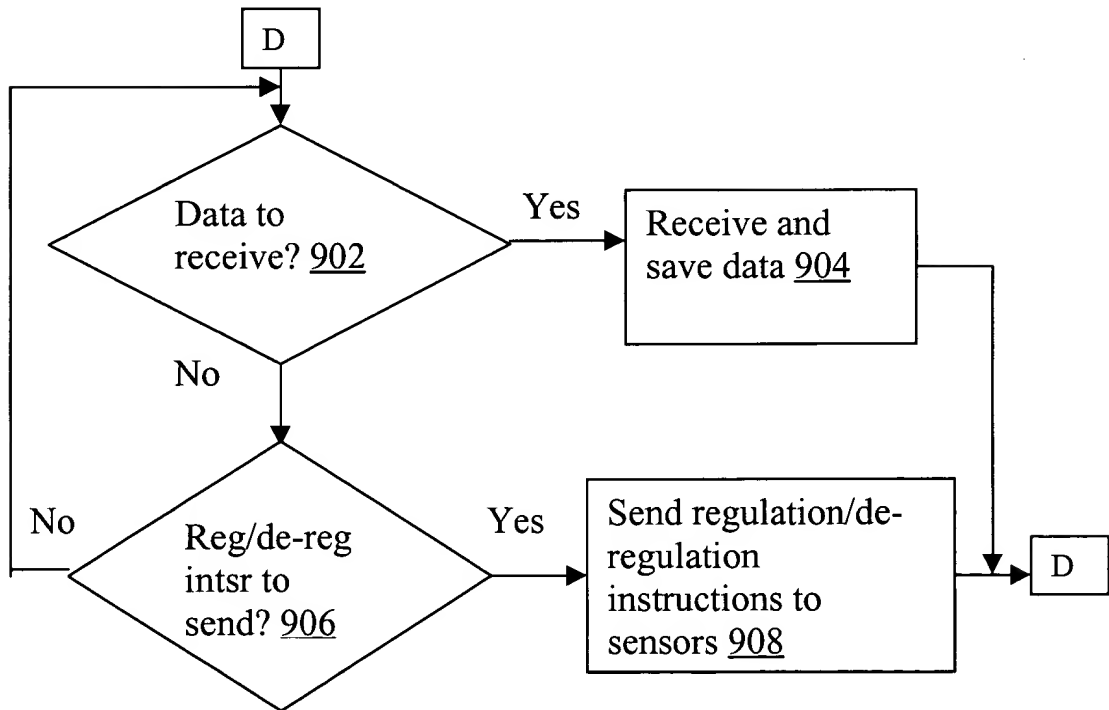 D
Data to
receive? 902
Yes
Receive and
save data 904
No
No
Reg/de-reg
intsr to
send? 906
Yes
Send regulation/de-
regulation
instructions to
sensors 908
D